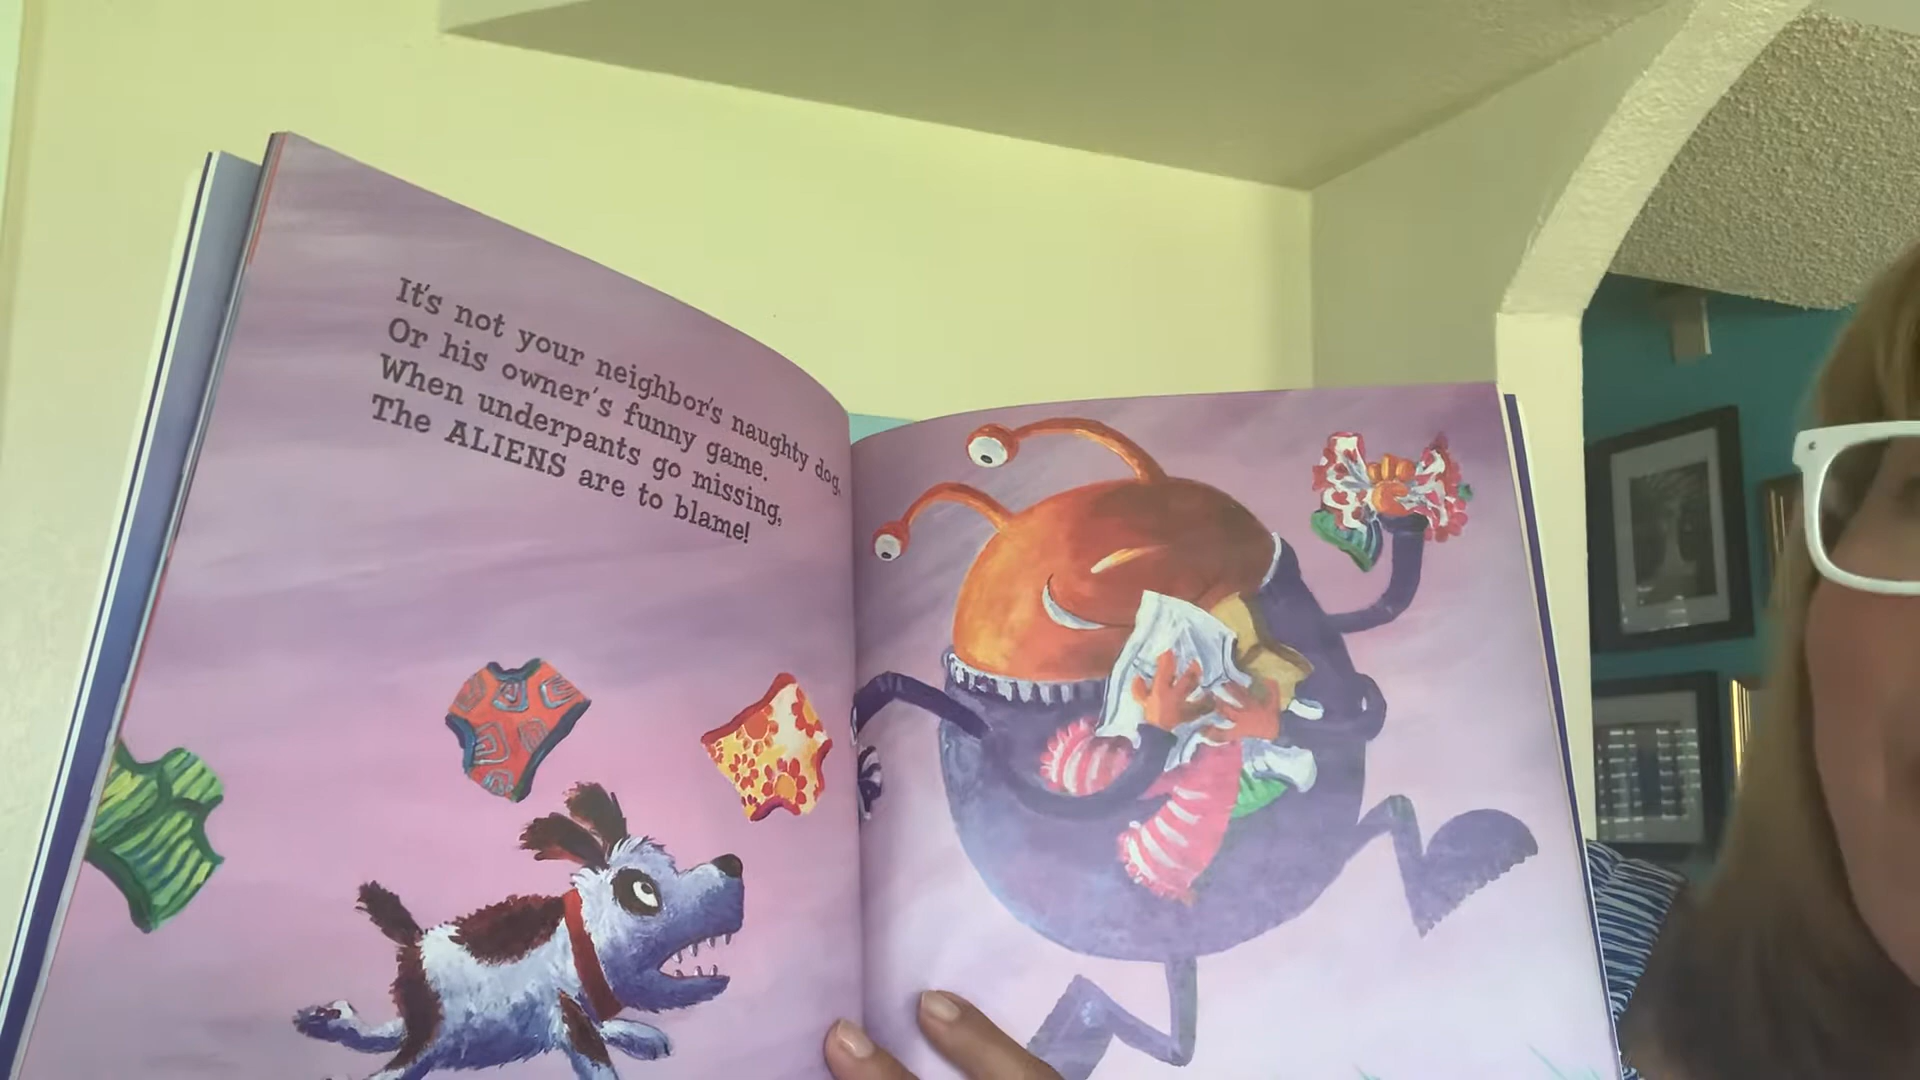 It's not your neighbor's naughty dog,
Or his owner's funny game.
When underpants go missing,
The ALIENS are to blame!